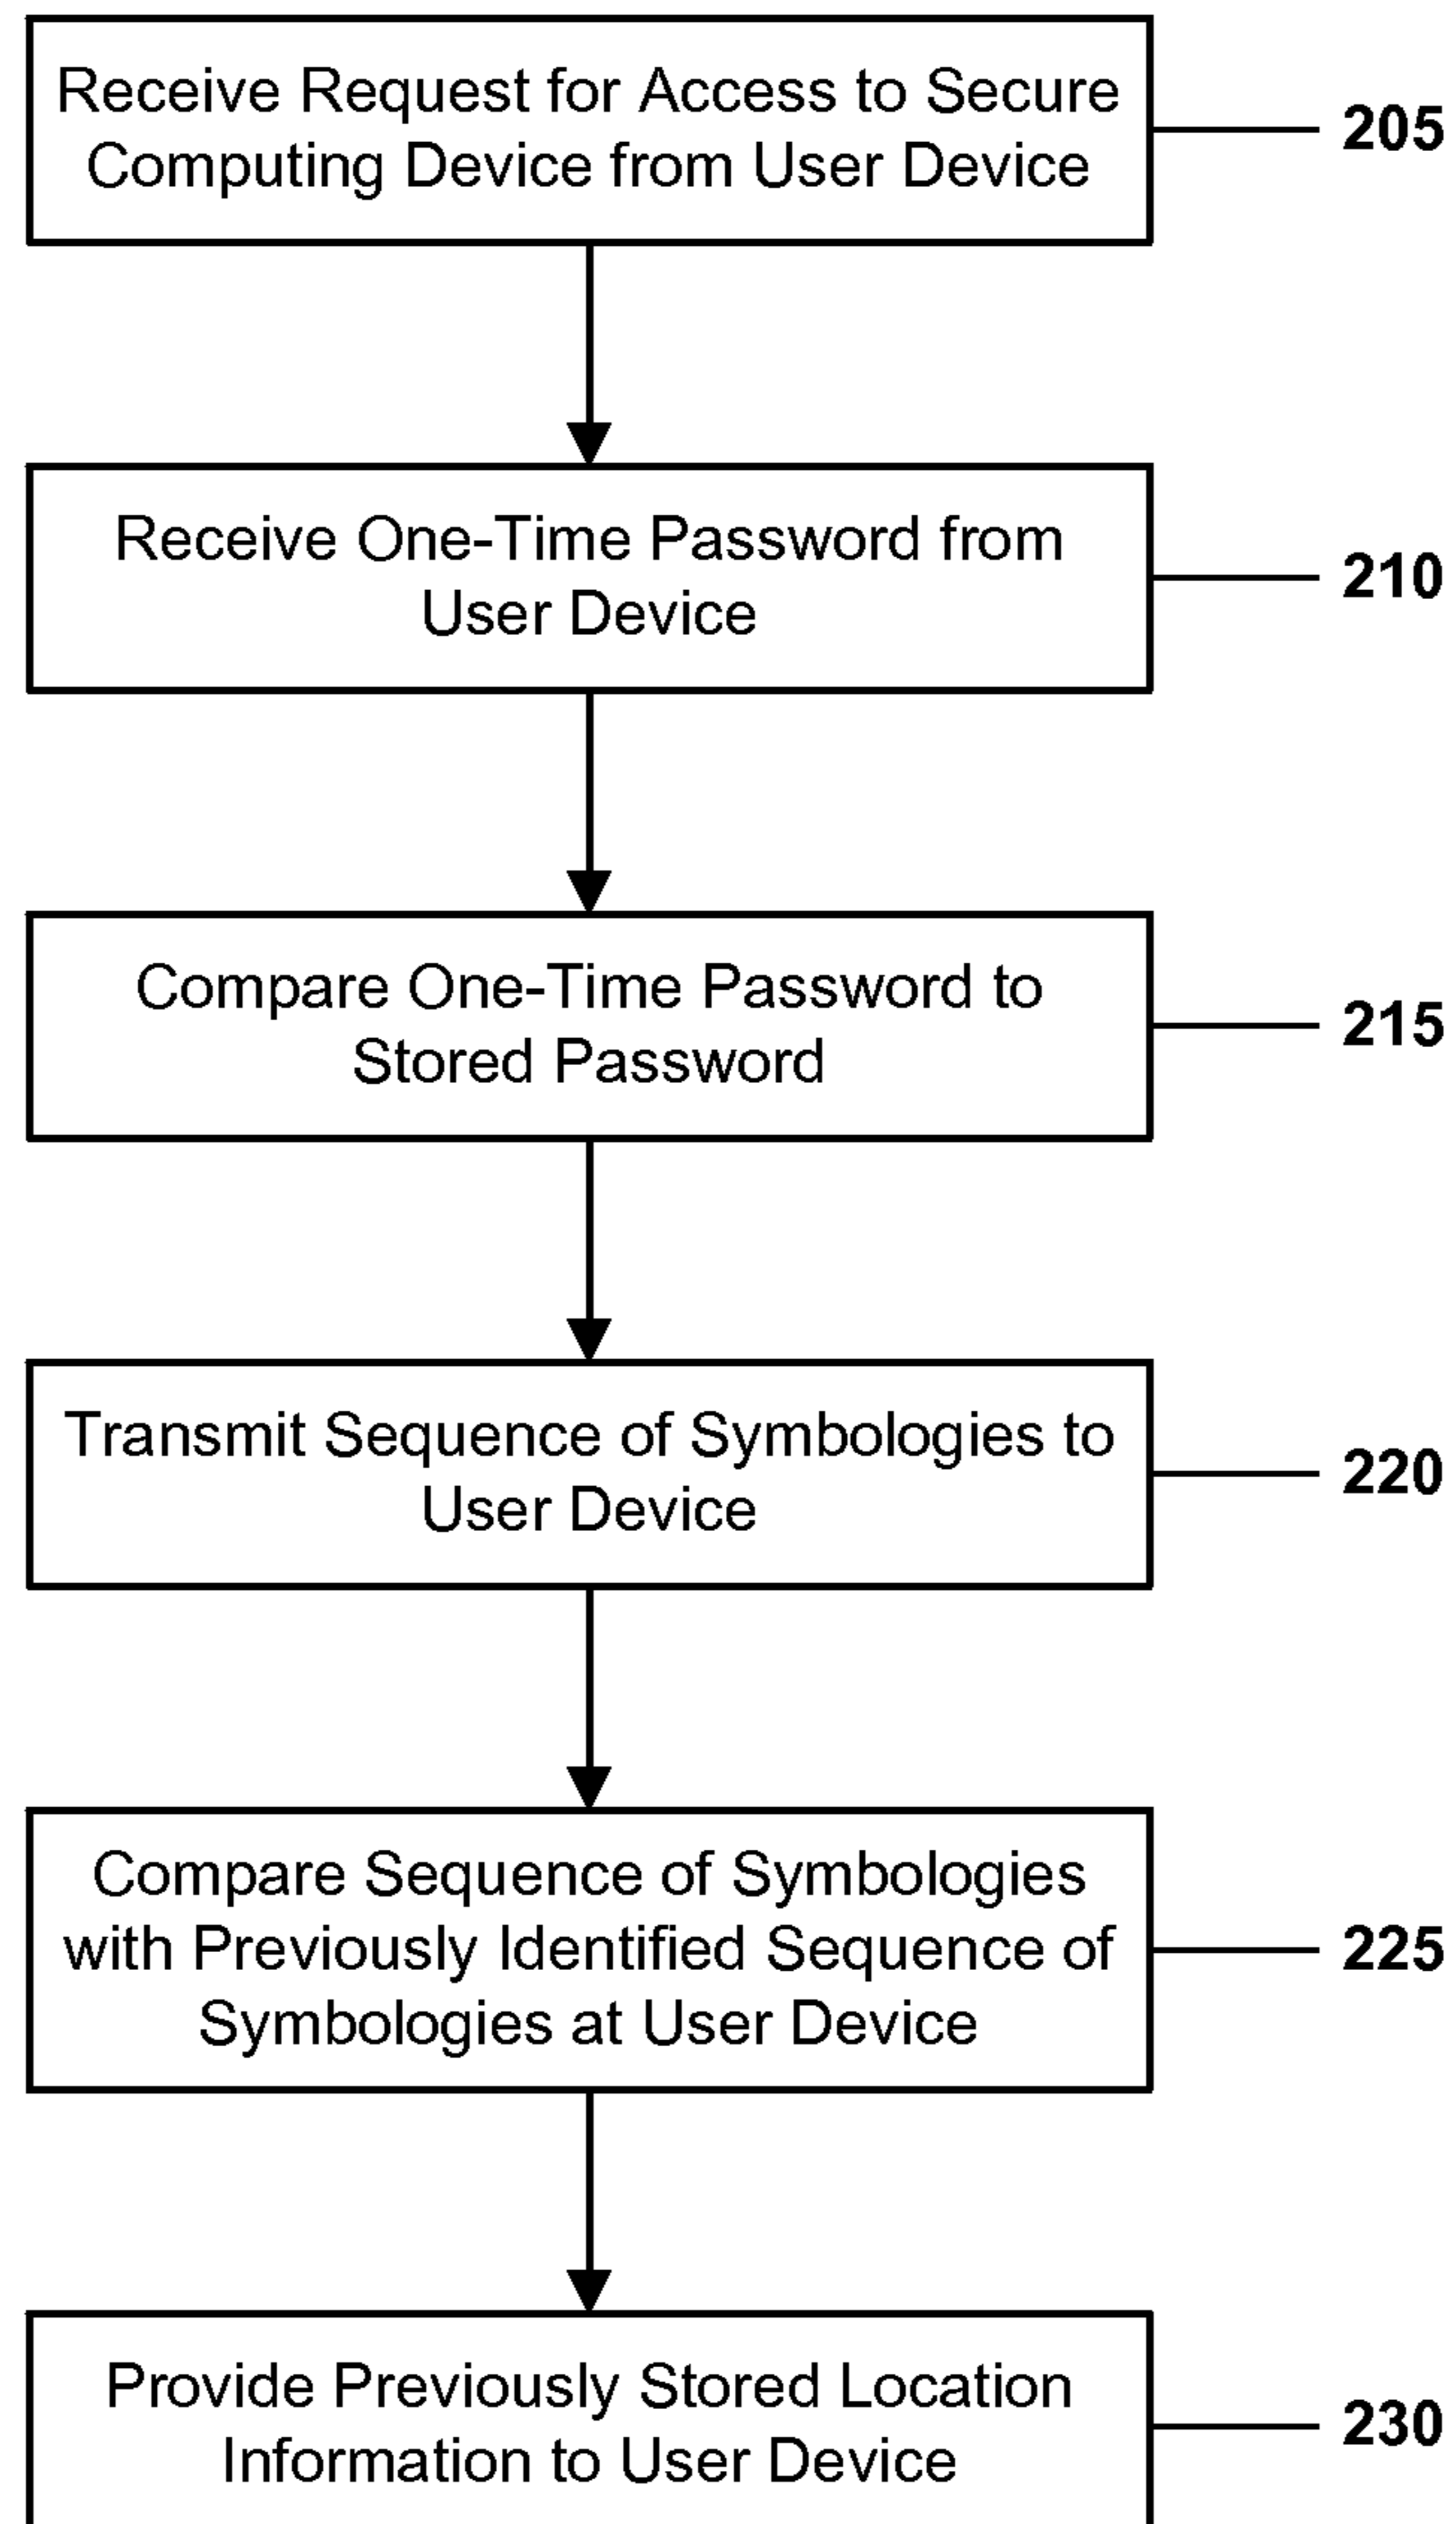 Receive Request for Access to Secure
Computing Device from User Device
205
Receive One-Time Password from
User Device
210
Compare One-Time Password to
Stored Password
215
Transmit Sequence of Symbologies to
User Device
220
Compare Sequence of Symbologies
with Previously Identified Sequence of
Symbologies at User Device
225
Provide Previously Stored Location
Information to User Device
230